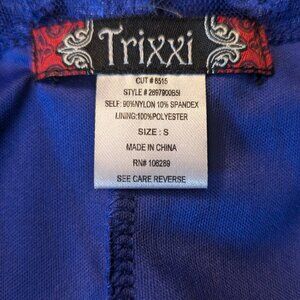 Trixxi
CUT # 8515
STYLE # 2697900B5I
SELF: 90%NYLON 10% SPANDEX
LINING:100%POLYESTER
SIZE : S
MADE IN CHINA
RN# 106289
SEE CARE REVERSE